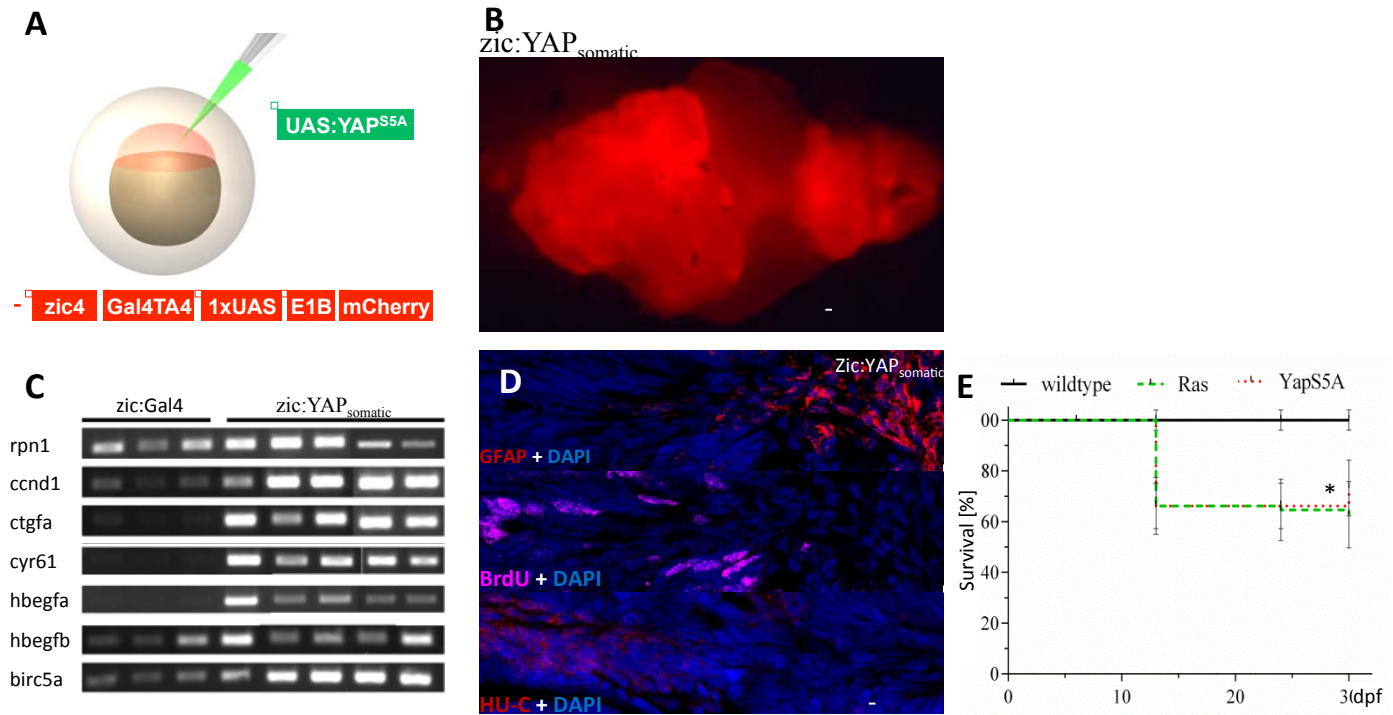 A
UAS:YAPS5A
- zic4 Gal4TA4 1xUAS E1B mCherry
B
zic:YAPsomatic
-
C
zic:Gal4 zic:YAPsomatic
rpn1
ccnd1
ctgfa
cyr61
hbegfa
hbegfb
birc5a
D
Zic:YAPsomatic
GFAP + DAPI
BrdU + DAPI
HU-C + DAPI
-
E
wildtype Ras YapS5A
Survival [%]
00
80
60
40
20
0
*
0 10 20 30 dpf